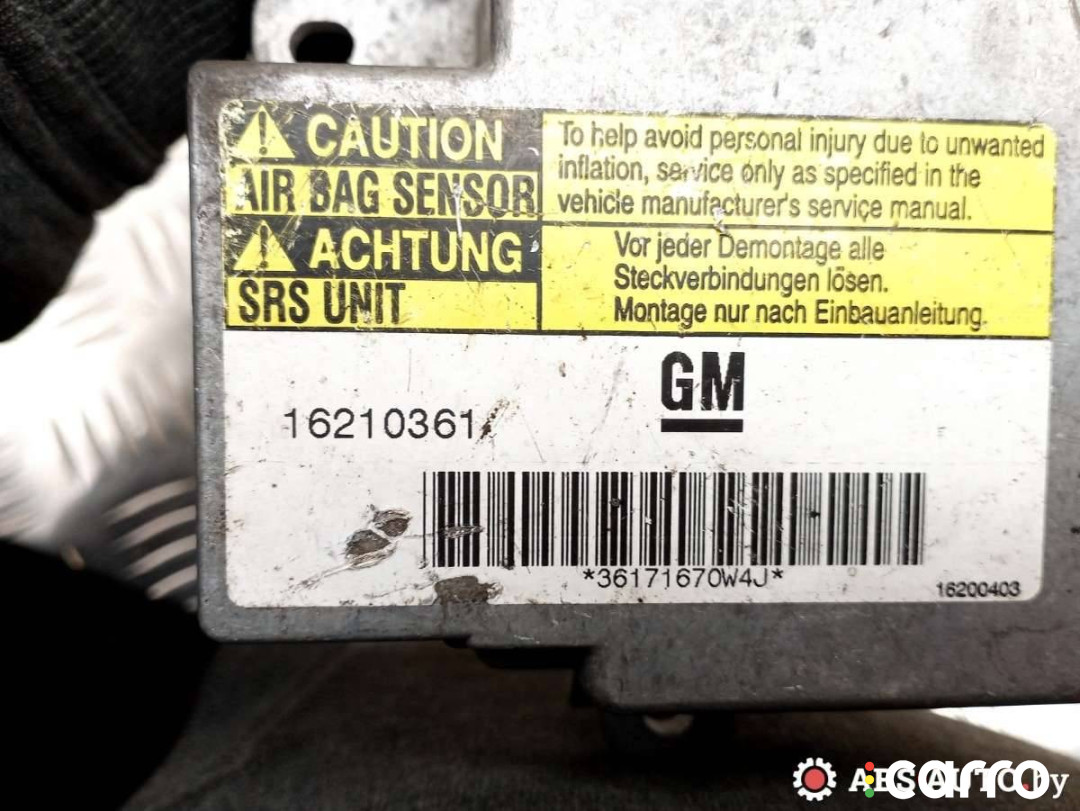 CAUTION
AIR BAG SENSOR
To help avoid personal injury due to unwanted
inflation, service only as specified in the
vehicle manufacturer's service manual.
ACHTUNG
SRS UNIT
Vor jeder Demontage alle
Steckverbindungen lösen.
Montage nur nach Einbauanleitung.
GM
16210361
*36171670W4J*
16200403
carro